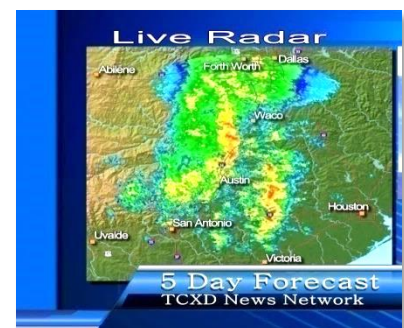 Live Radar
Abilene
Forth Worth
Dallas
Waco
Austin
Houston
San Antonio
Uvalde
Victoria
5 Day Forecast
TCXD News Network